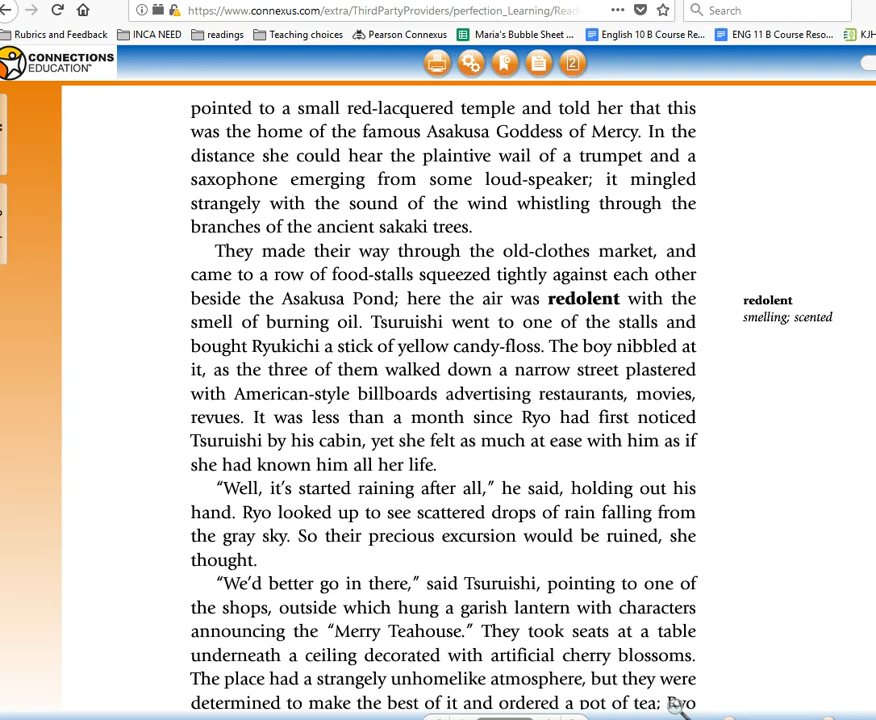 https://www.connexus.com/extra/ThirdPartyProviders/perfection_Learning/Read
Search
Rubrics and Feedback
INCA NEED
readings
Teaching choices
Pearson Connexus
Maria's Bubble Sheet ...
English 10 B Course Re...
ENG 11 B Course Reso...
KJH
CONNECTIONS
EDUCATION™
2
pointed to a small red-lacquered temple and told her that this
was the home of the famous Asakusa Goddess of Mercy. In the
distance she could hear the plaintive wail of a trumpet and a
saxophone emerging from some loud-speaker; it mingled
strangely with the sound of the wind whistling through the
branches of the ancient sakaki trees.
They made their way through the old-clothes market, and
came to a row of food-stalls squeezed tightly against each other
beside the Asakusa Pond; here the air was redolent with the
smell of burning oil. Tsuruishi went to one of the stalls and
bought Ryukichi a stick of yellow candy-floss. The boy nibbled at
it, as the three of them walked down a narrow street plastered
with American-style billboards advertising restaurants, movies,
revues. It was less than a month since Ryo had first noticed
Tsuruishi by his cabin, yet she felt as much at ease with him as if
she had known him all her life.
“Well, it’s started raining after all,” he said, holding out his
hand. Ryo looked up to see scattered drops of rain falling from
the gray sky. So their precious excursion would be ruined, she
thought.
“We’d better go in there,” said Tsuruishi, pointing to one of
the shops, outside which hung a garish lantern with characters
announcing the “Merry Teahouse.” They took seats at a table
underneath a ceiling decorated with artificial cherry blossoms.
The place had a strangely unhomelike atmosphere, but they were
determined to make the best of it and ordered a pot of tea; Ryo
redolent
smelling; scented